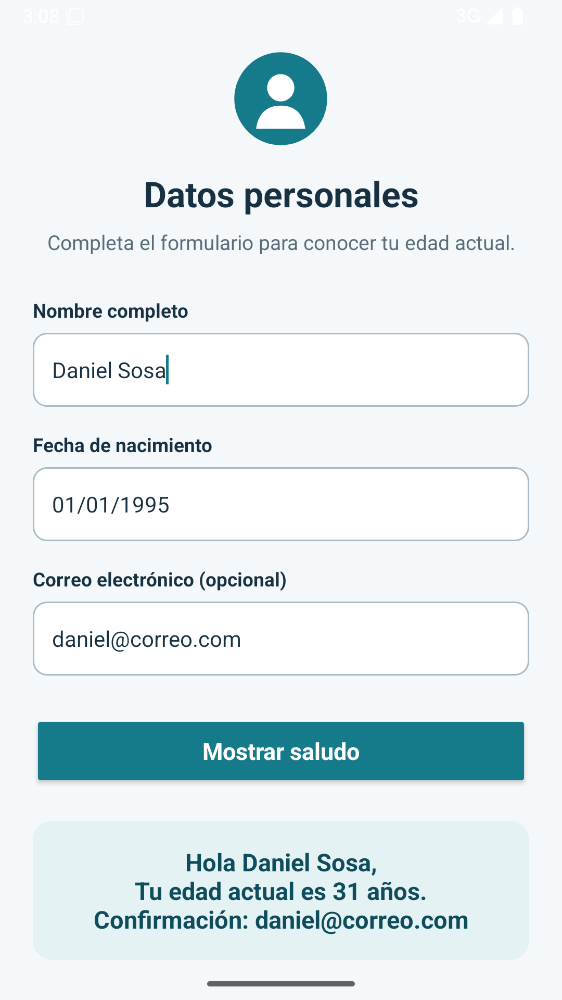 3:08 3G
Datos personales
Completa el formulario para conocer tu edad actual.
Nombre completo
Daniel Sosa
Fecha de nacimiento
01/01/1995
Correo electrónico (opcional)
daniel@correo.com
Mostrar saludo
Hola Daniel Sosa,
Tu edad actual es 31 años.
Confirmación: daniel@correo.com